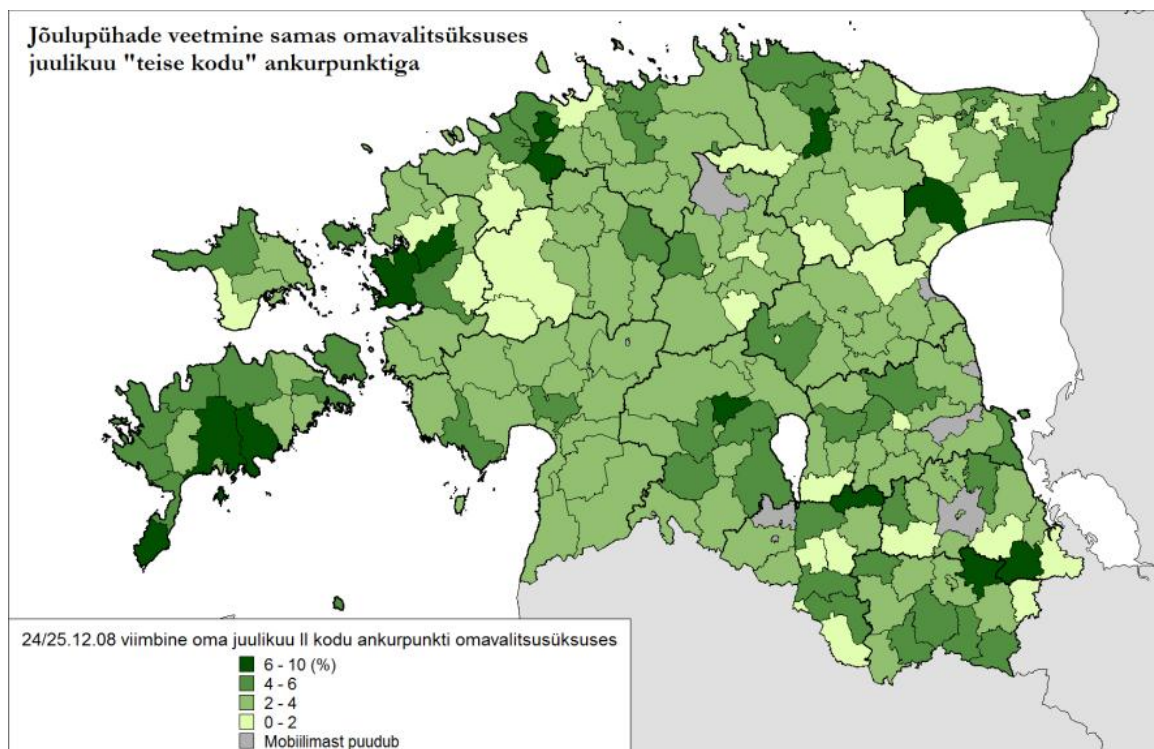 Jõulupühade veetmine samas omavalitsüksuses
juulikuu "teise kodu" ankurpunktiga
24/25.12.08 viimbine oma juulikuu II kodu ankurpunkti omavalitsusüksuses
6 - 10 (%)
4 - 6
2 - 4
0 - 2
Mobiilimast puudub